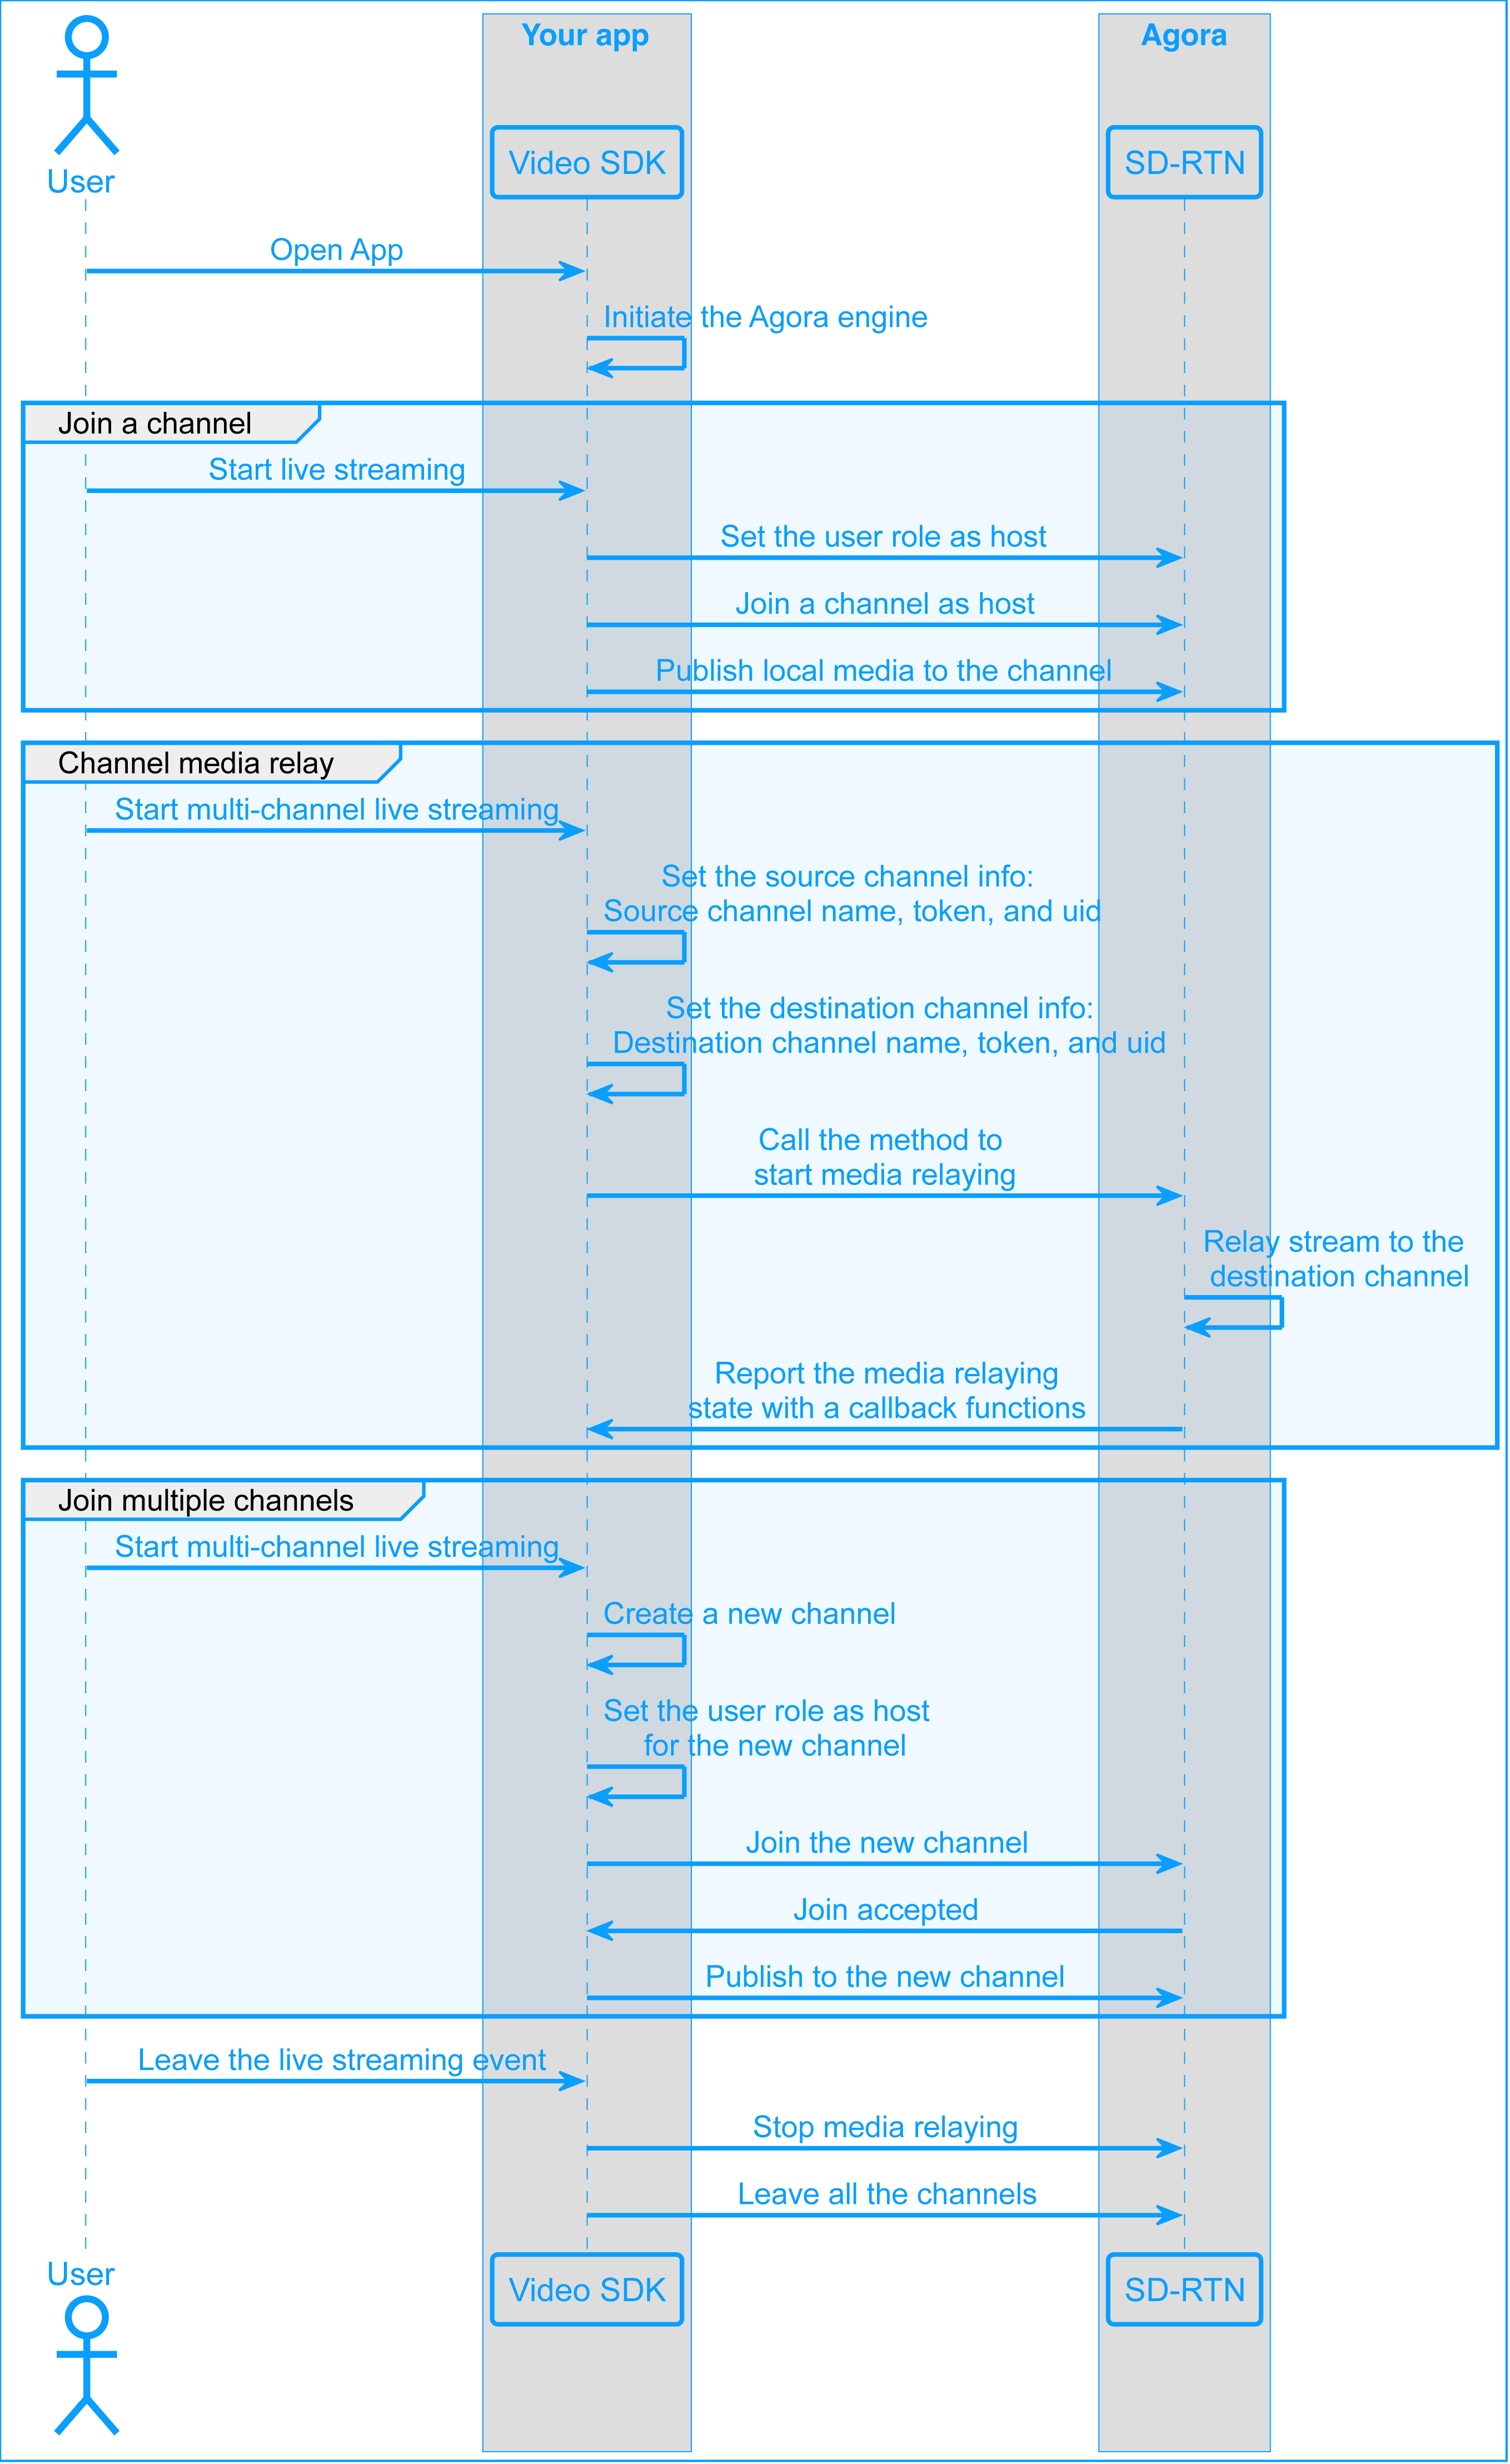 Your app
Agora
User
Video SDK
SD-RTN
Open App
Initiate the Agora engine
Join a channel
Start live streaming
Set the user role as host
Join a channel as host
Publish local media to the channel
Channel media relay
Start multi-channel live streaming
Set the source channel info:
Source channel name, token, and uid
Set the destination channel info:
Destination channel name, token, and uid
Call the method to
start media relaying
Relay stream to the
destination channel
Report the media relaying
state with a callback functions
Join multiple channels
Start multi-channel live streaming
Create a new channel
Set the user role as host
for the new channel
Join the new channel
Join accepted
Publish to the new channel
Leave the live streaming event
Stop media relaying
Leave all the channels
User
Video SDK
SD-RTN